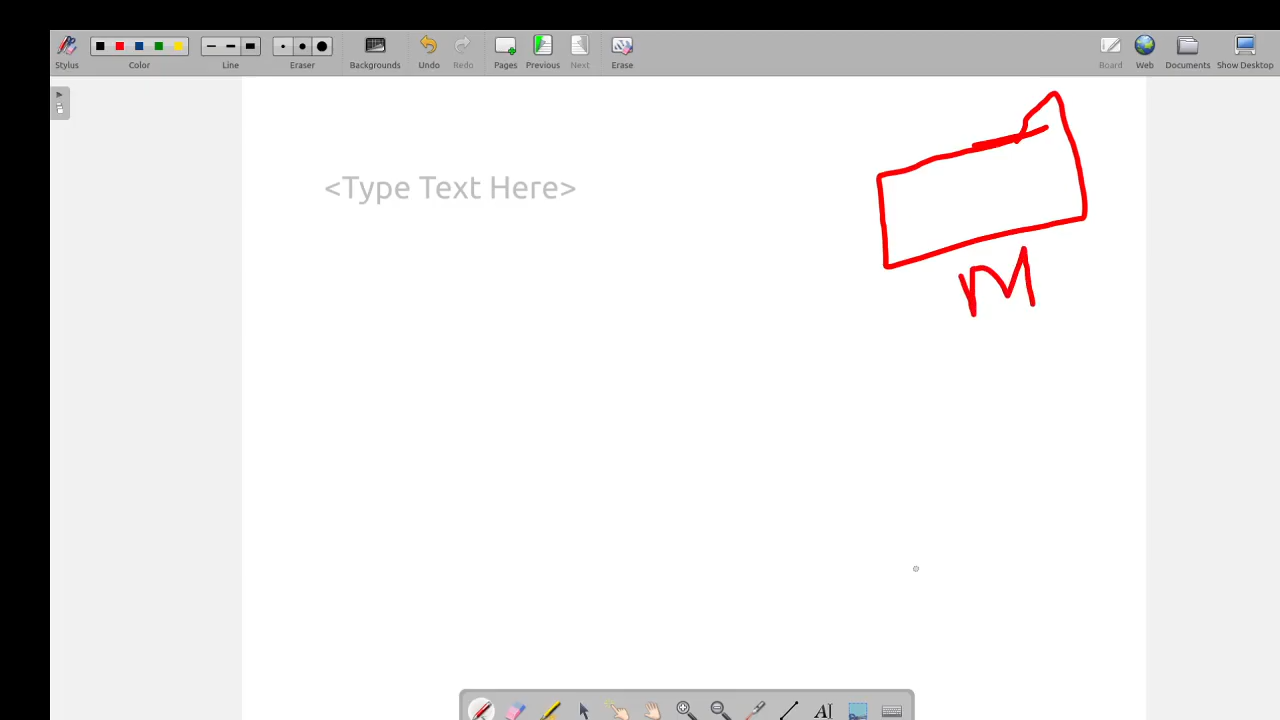 Stylus
Color
Line
Eraser
Backgrounds
Undo
Redo
Pages
Previous
Next
Erase
Board
Web
Documents
Show Desktop
<Type Text Here>
M
AI